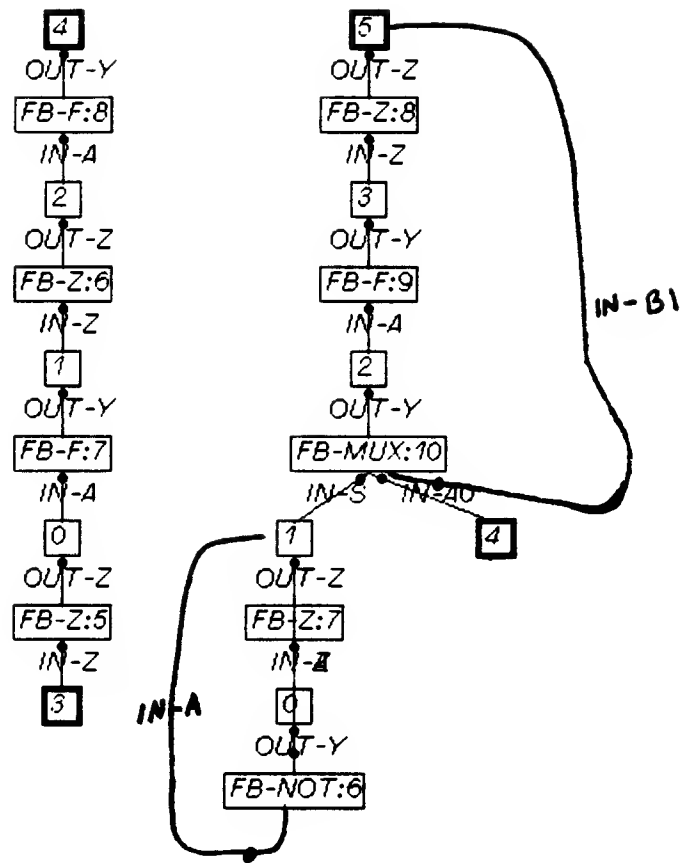 4
OUT-Y
FB-F:8
IN-A
2
OUT-Z
FB-Z:6
IN-Z
1
OUT-Y
FB-F:7
IN-A
0
OUT-Z
FB-Z:5
IN-Z
3
5
OUT-Z
FB-Z:8
IN-Z
3
OUT-Y
FB-F:9
IN-A
2
OUT-Y
FB-MUX:10
IN-S IN-A0
1 4
OUT-Z
FB-Z:7
IN-Z
0
OUT-Y
FB-NOT:6
IN-A
IN-B1